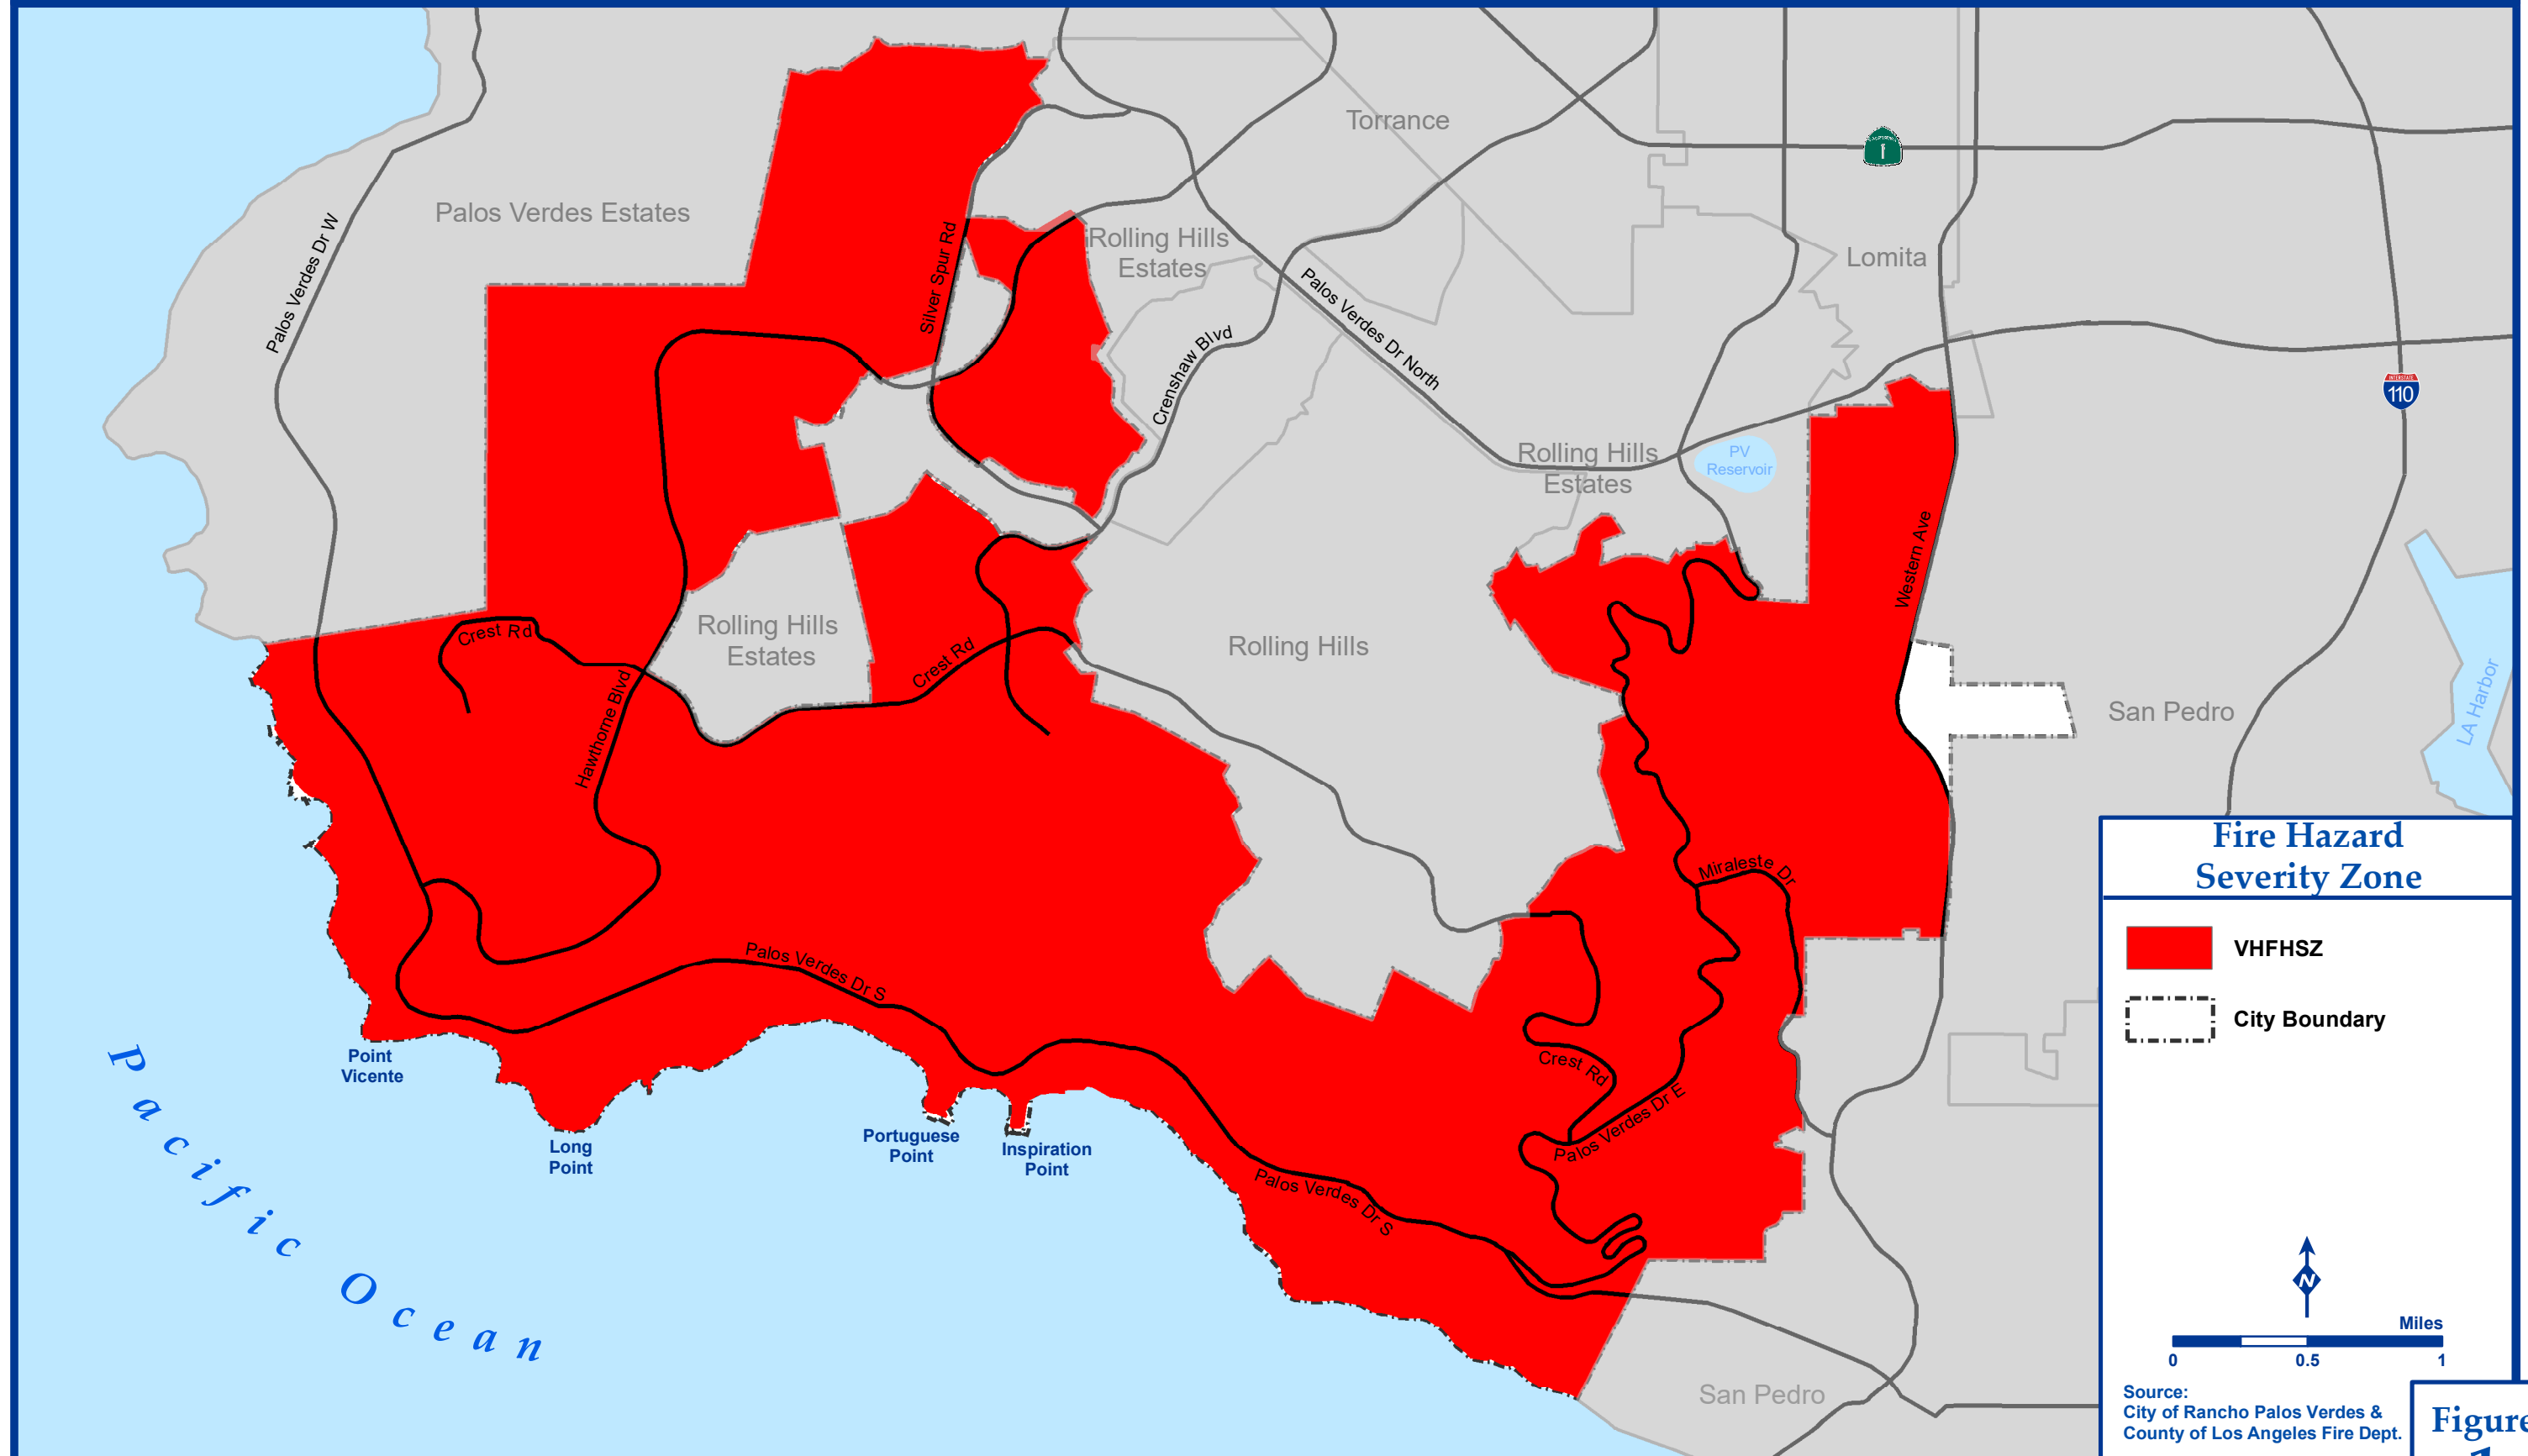 Torrance
1
Palos Verdes Estates
Palos Verdes Dr W
Silver Spur Rd
Rolling Hills
Estates
Lomita
Palos Verdes Dr North
Crenshaw Blvd
110
Rolling Hills
Estates
PV
Reservoir
Western Ave
Rolling Hills
Estates
Rolling Hills
Crest Rd
Crest Rd
Hawthorne Blvd
San Pedro
LA Harbor
Miraleste Dr
Palos Verdes Dr S
Crest Rd
Palos Verdes Dr E
Palos Verdes Dr S
Point
Vicente
Long
Point
Portuguese
Point
Inspiration
Point
Pacific Ocean
San Pedro
Fire Hazard
Severity Zone
VHFHSZ
City Boundary
N
Miles
0 0.5 1
Source:
City of Rancho Palos Verdes &
County of Los Angeles Fire Dept.
Figure